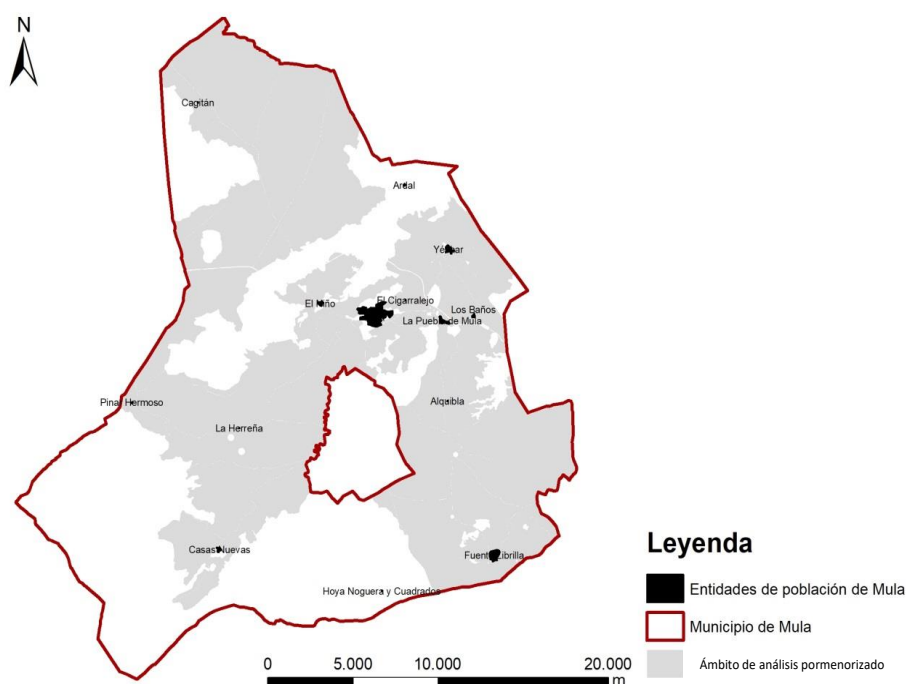 N
Cagitán
Ardal
Yéchar
El Niño
El Cigarralejo
Los Baños
La Puebla de Mula
Pinar Hermoso
Alquibla
La Herreña
Casas Nuevas
Fuente Librilla
Hoya Noguera y Cuadrados
Leyenda
Entidades de población de Mula
Municipio de Mula
Ámbito de análisis pormenorizado
0 5.000 10.000 20.000
m